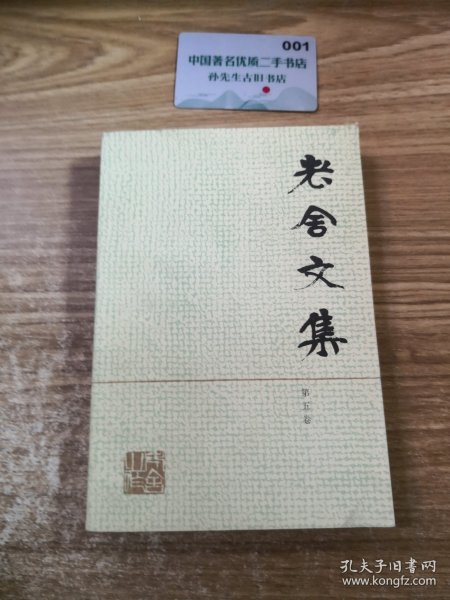 001
中国著名优质二手书店
孙先生古旧书店
老舍文集
第五卷
孔夫子旧书网
www.kongfz.com